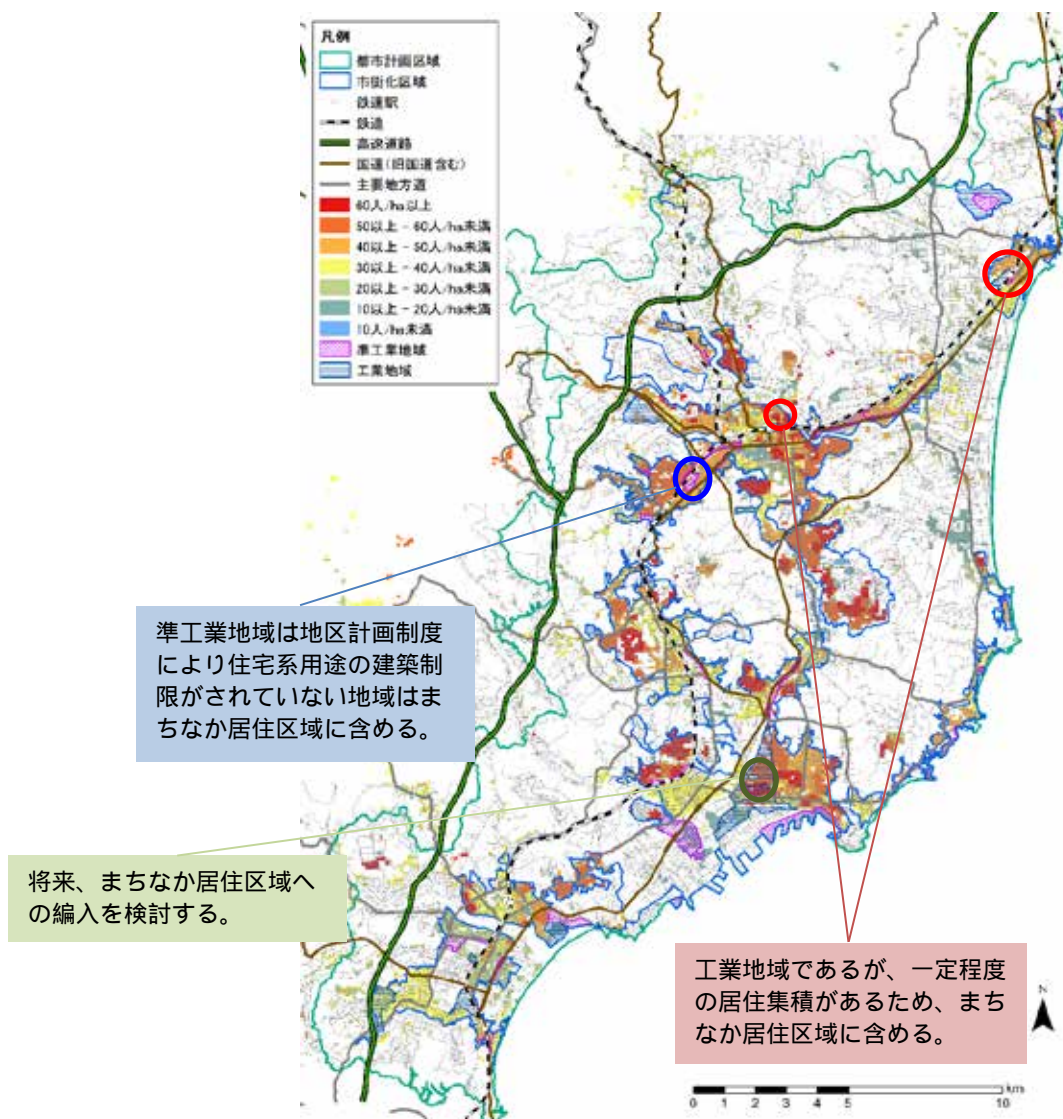 凡例
都市計画区域
市街化区域
鉄道駅
鉄道
高速道路
国道(旧国道含む)
主要地方道
60人/ha以上
50以上 - 60人/ha未満
40以上 - 50人/ha未満
30以上 - 40人/ha未満
20以上 - 30人/ha未満
10以上 - 20人/ha未満
10人/ha未満
準工業地域
工業地域
準工業地域は地区計画制度
により住宅系用途の建築制
限がされていない地域はま
ちなか居住区域に含める。
将来、まちなか居住区域へ
の編入を検討する。
工業地域であるが、一定程度
の居住集積があるため、まち
なか居住区域に含める。
N
km
0 1 2 3 4 5 10